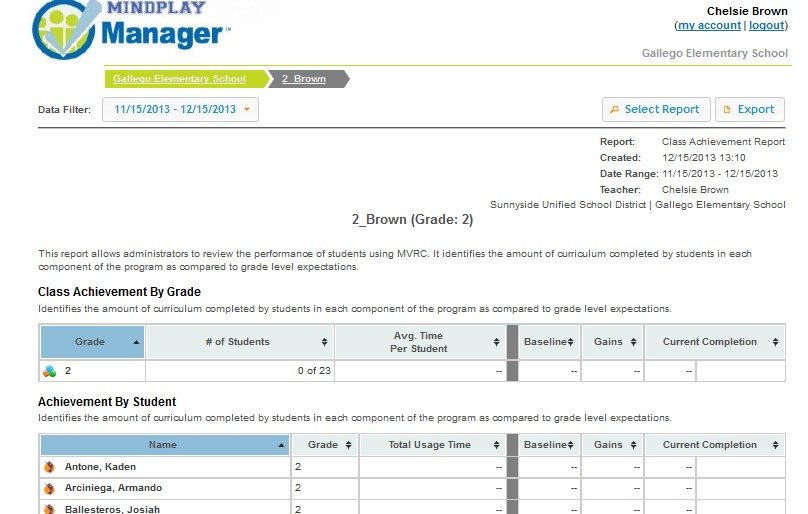 MINDPLAY
Manager™
Chelsie Brown
(my account | logout)
Gallego Elementary School
Gallego Elementary School 2_Brown
Data Filter: 11/15/2013 - 12/15/2013 Select Report Export
Report: Class Achievement Report
Created: 12/15/2013 13:10
Date Range: 11/15/2013 - 12/15/2013
Teacher: Chelsie Brown
Sunnyside Unified School District | Gallego Elementary School
2_Brown (Grade: 2)
This report allows administrators to review the performance of students using MVRC. It identifies the amount of curriculum completed by students in each
component of the program as compared to grade level expectations.
Class Achievement By Grade
Identifies the amount of curriculum completed by students in each component of the program as compared to grade level expectations.
Grade # of Students Avg. Time Per Student Baseline Gains Current Completion
2 0 of 23 -- -- -- --
Achievement By Student
Identifies the amount of curriculum completed by students in each component of the program as compared to grade level expectations.
Name Grade Total Usage Time Baseline Gains Current Completion
Antone, Kaden 2 -- -- -- --
Arciniega, Armando 2 -- -- -- --
Ballesteros, Josiah 2 -- -- -- --